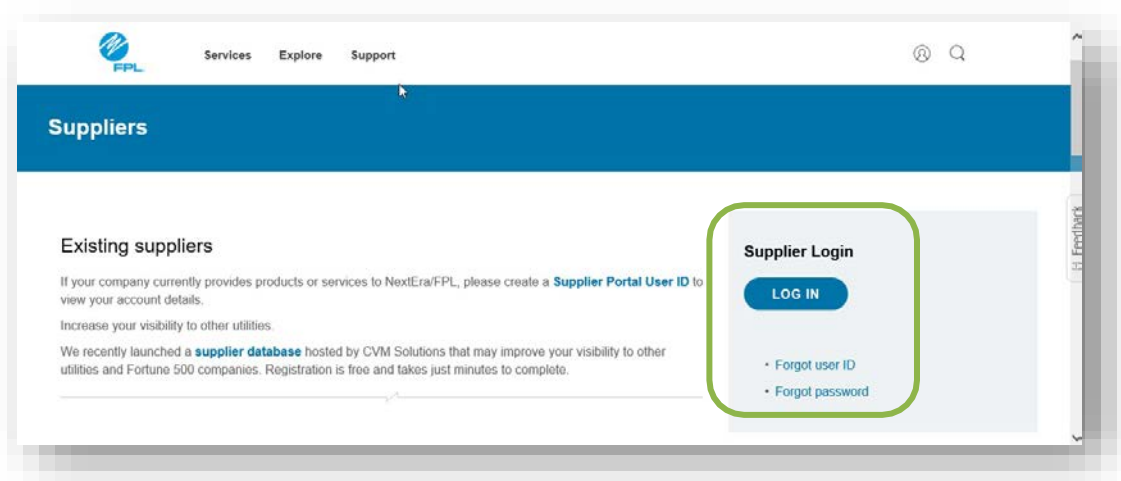 FPL
Services Explore Support
Suppliers
Existing suppliers
If your company currently provides products or services to NextEra/FPL, please create a Supplier Portal User ID to
view your account details.
Increase your visibility to other utilities.
We recently launched a supplier database hosted by CVM Solutions that may improve your visibility to other
utilities and Fortune 500 companies. Registration is free and takes just minutes to complete.
Supplier Login
LOG IN
• Forgot user ID
• Forgot password
Feedback